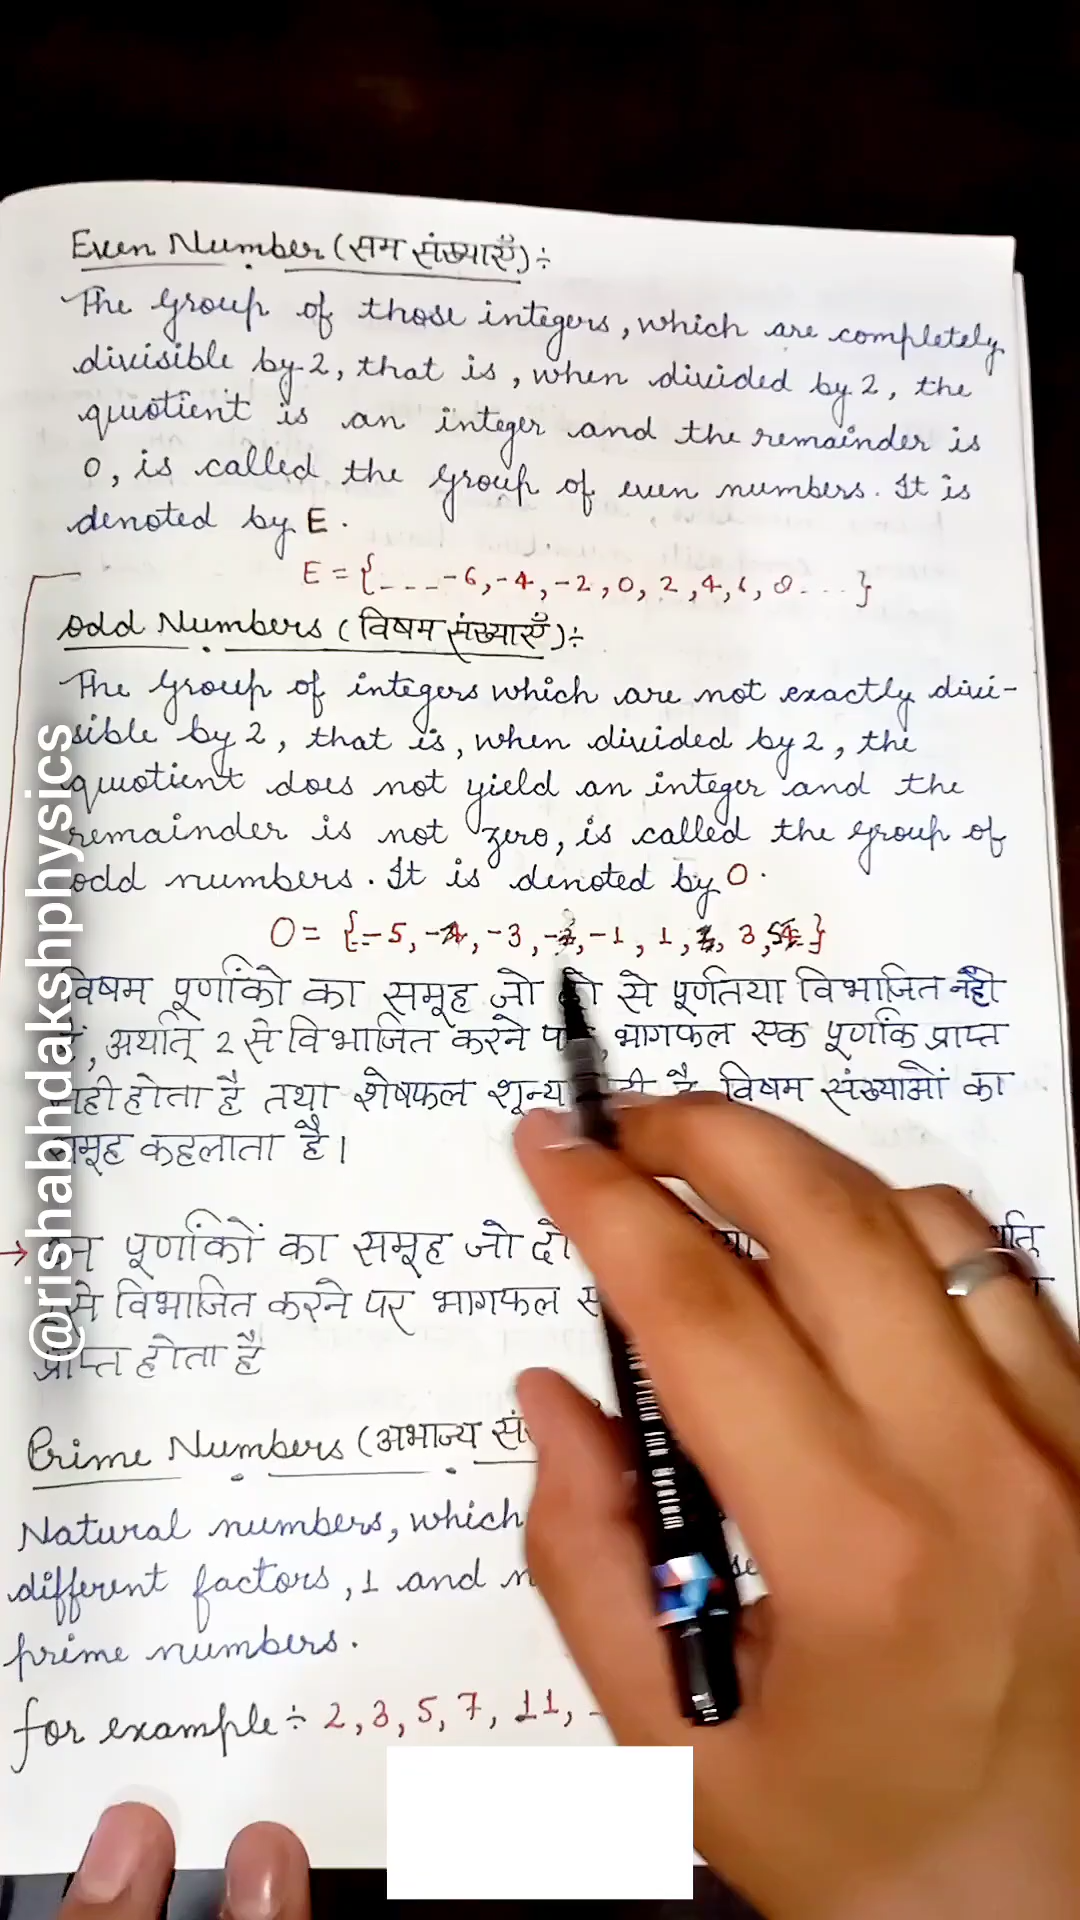 Even Number (सम संख्याएँ) ÷
The group of those integers, which are completely
divisible by 2, that is, when divided by 2, the
quotient is an integer and the remainder is
0, is called the group of even numbers. It is
denoted by E.
E = {_ _ _ -6, -4, -2, 0, 2, 4, 6, 8 ... }
Odd Numbers (विषम संख्याएँ) ÷
The group of integers which are not exactly divi-
sible by 2, that is, when divided by 2, the
quotient does not yield an integer and the
remainder is not zero, is called the group of
odd numbers. It is denoted by O.
O = {-5, -3, -1, 1, 3, 5 }
विषम पूर्णांको का समूह जो से पूर्णतया विभाजित नही
है, अर्थात् 2 से विभाजित करने भागफल एक पूर्णांक प्राप्त
नही होता है तथा शेषफल शून्य है विषम संख्याओं का
समूह कहलाता है।
पूर्णांकों का समूह जो दो
से विभाजित करने पर भागफल
प्राप्त होता है
Prime Numbers (अभाज्य
Natural numbers, which
different factors, 1 and
prime numbers.
for example ÷ 2, 3, 5, 7, 11,
@rishabhdakshphysics